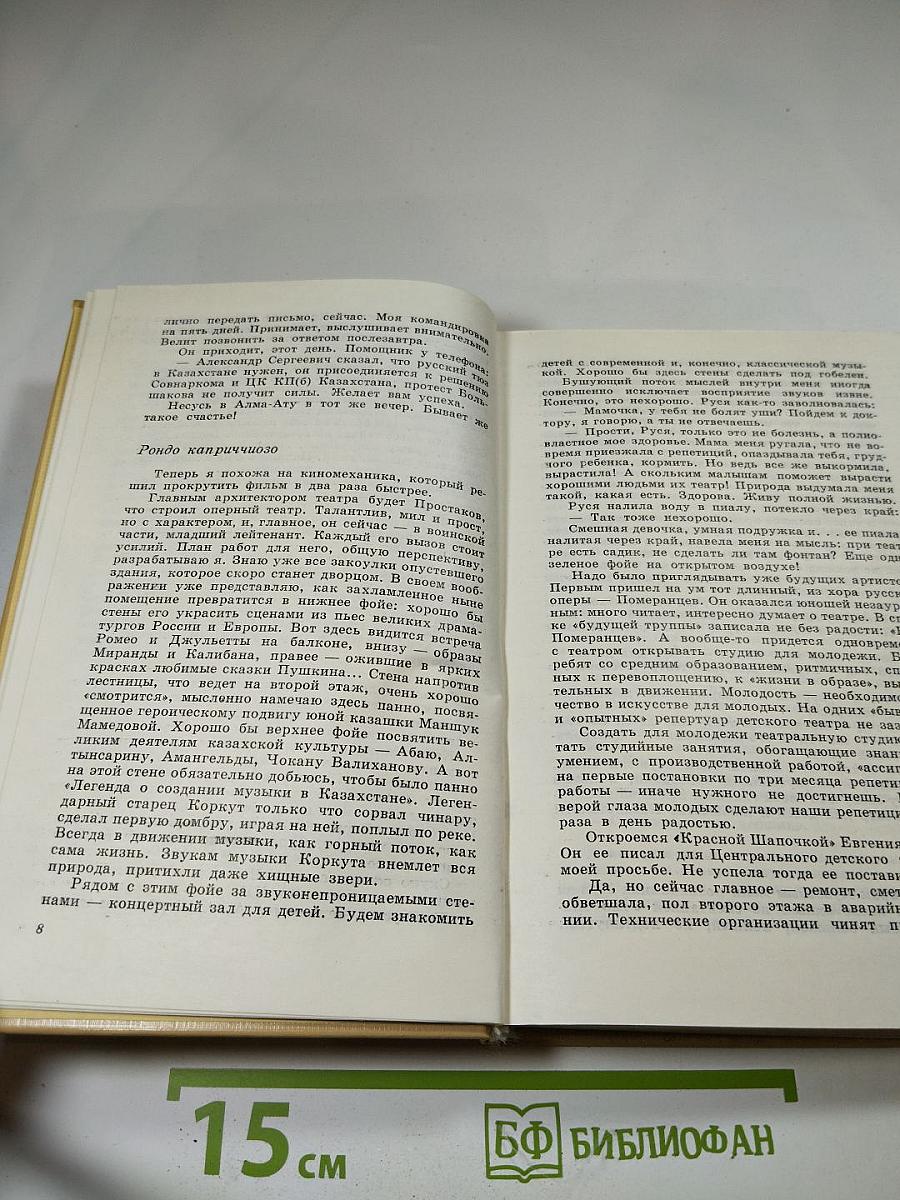 лично передать письмо, сейчас. Моя командировка
на пять дней. Принимает, выслушивает внимательно.
Велит позвонить за ответом послезавтра.
Он приходит, этот день. Помощник у телефона:
— Александр Сергеевич сказал, что русский тюз
в Казахстане нужен, он присоединяется к решению
Совнаркома и ЦК КП(б) Казахстана, протест Боль-
шакова не получит силы. Желает вам успеха.
Несусь в Алма-Ату в тот же вечер. Бывает же
такое счастье!
Рондо каприччиозо
Теперь я похожа на киномеханика, который ре-
шил прокрутить фильм в два раза быстрее.
Главным архитектором театра будет Простаков,
что строил оперный театр. Талантлив, мил и прост,
но с характером, и, главное, он сейчас — в воинской
части, младший лейтенант. Каждый его вызов стоит
усилий. План работ для него, общую перспективу,
разрабатываю я. Знаю уже все закоулки опустевшего
здания, которое скоро станет дворцом. В своем вооб-
ражении уже представляю, как захламленное ныне
помещение превратится в нижнее фойе: хорошо бы
стены его украсить сценами из пьес великих драма-
тургов России и Европы. Вот здесь видится встреча
Ромео и Джульетты на балконе, внизу — образы
Миранды и Калибана, правее — ожившие в ярких
красках любимые сказки Пушкина... Стена напротив
лестницы, что ведет на второй этаж, очень хорошо
«смотрится», мысленно намечаю здесь панно, посвя-
щенное героическому подвигу юной казашки Маншук
Мамедовой. Хорошо бы верхнее фойе посвятить ве-
ликим деятелям казахской культуры — Абаю, Ал-
тынсарину, Амангельды, Чокану Валиханову. А вот
на этой стене обязательно добьюсь, чтобы было панно
«Легенда о создании музыки в Казахстане». Леген-
дарный старец Коркут только что сорвал чинару,
сделал первую домбру, играя на ней, поплыл по реке.
Всегда в движении музыки, как горный поток, как
сама жизнь. Звукам музыки Коркута внемлет вся
природа, притихли даже хищные звери.
Рядом с этим фойе за звуконепроницаемыми сте-
нами — концертный зал для детей. Будем знакомить
8
детей с современной и, конечно, классической музы-
кой. Хорошо бы здесь стены сделать под гобелен.
Бушующий поток мыслей внутри меня иногда
совершенно исключает восприятие звуков извне.
Конечно, это нехорошо. Руся как-то заволновалась:
— Мамочка, у тебя не болят уши? Пойдем к док-
тору, я говорю, а ты не отвечаешь.
— Прости, Руся, только это не болезнь, а полно-
властное мое здоровье. Мама меня ругала, что не во-
время приезжала с репетиций, опаздывала тебя, груд-
ного ребенка, кормить. Но ведь все же выкормила,
вырастила! А скольким малышам поможет вырасти
хорошими людьми их театр! Природа выдумала меня
такой, какая есть. Здорова. Живу полной жизнью.
Руся налила воду в пиалу, потекло через край:
— Так тоже нехорошо.
Смешная девочка, умная подружка и... ее пиала,
налитая через край, навела меня на мысль: при теат
ре есть садик, не сделать ли там фонтан? Еще одн
зеленое фойе на открытом воздухе!
Надо было приглядывать уже будущих артисто
Первым пришел на ум тот длинный, из хора русск
оперы — Померанцев. Он оказался юношей незаур
ным: много читает, интересно думает о театре. В сп
ке «будущей труппы» записала не без радости: «
Померанцев». А вообще-то придется одноврем
с театром открывать студию для молодежи. Б
ребят со средним образованием, ритмичных, сп
ных к перевоплощению, к «жизни в образе», вы
тельных в движении. Молодость — необходимо
чество в искусстве для молодых. На одних «быв
и «опытных» репертуар детского театра не заз
Создать для молодежи театральную студию
тать студийные занятия, обогащающие знан
умением, с производственной работой, «ассиг
на первые постановки по три месяца репети
работы — иначе нужного не достигнешь.
верой глаза молодых сделают наши репетици
раза в день радостью.
Откроемся «Красной Шапочкой» Евгения
Он ее писал для Центрального детского
моей просьбе. Не успела тогда ее постави
Да, но сейчас главное — ремонт, смет
обветшала, пол второго этажа в аварийн
нии. Технические организации чинят п
15 см
БФ БИБЛИОФАН